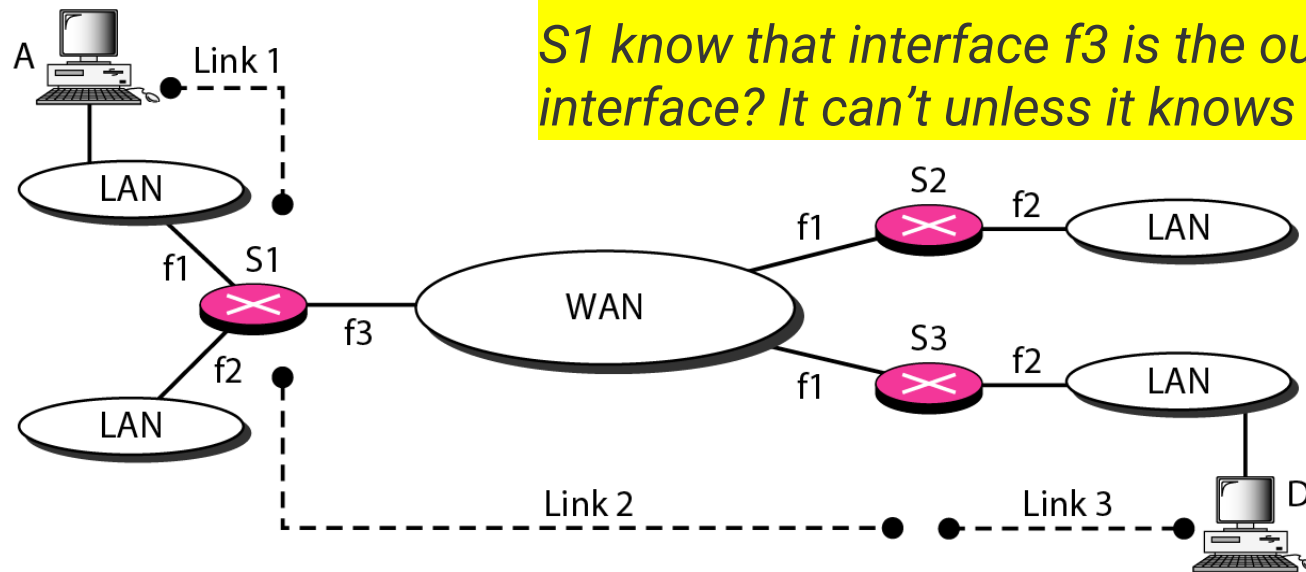 S1 know that interface f3 is the
interface? It can’t unless it knows
A
Link 1
LAN
f1
S1
f3
f2
LAN
WAN
f1
S2
f2
LAN
f1
S3
f2
LAN
Link 2
Link 3
D